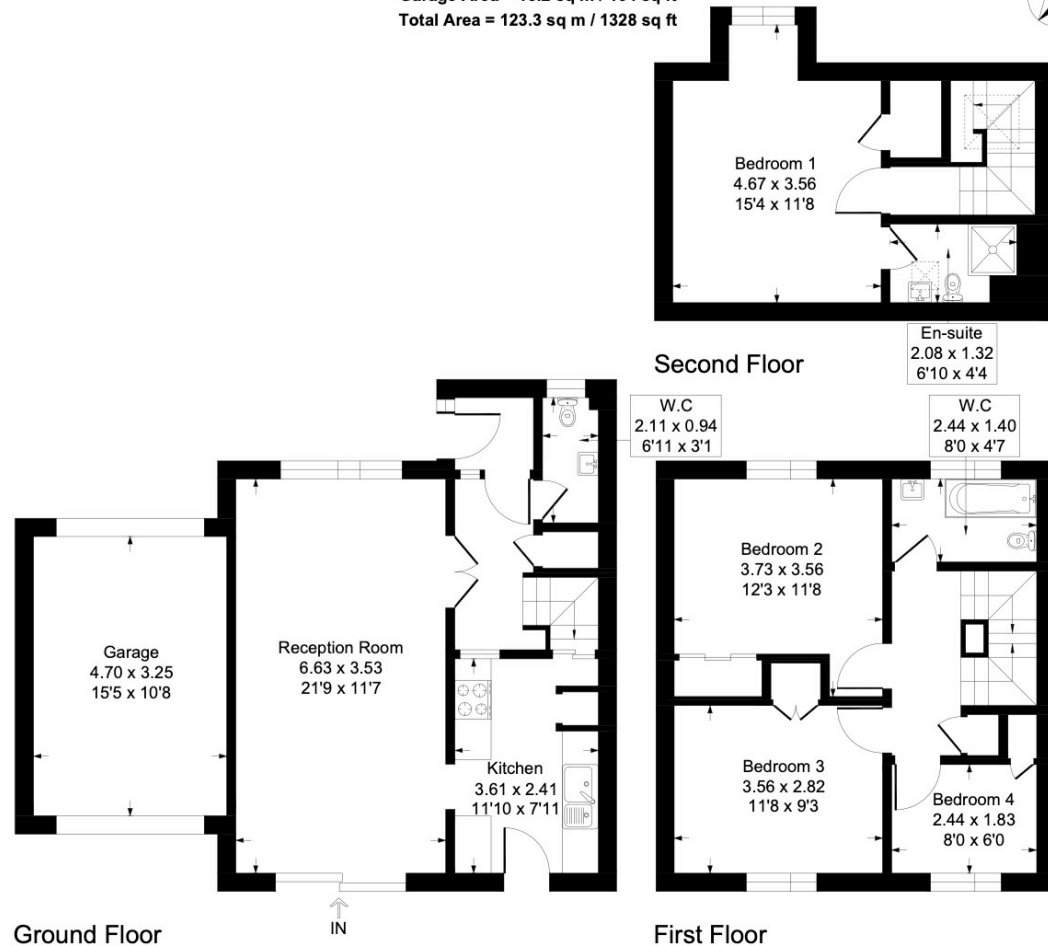 Total Area = 123.3 sq m / 1328 sq ft
Bedroom 1
4.67 x 3.56
15'4 x 11'8
En-suite
2.08 x 1.32
6'10 x 4'4
Second Floor
W.C
2.11 x 0.94
6'11 x 3'1
W.C
2.44 x 1.40
8'0 x 4'7
Garage
4.70 x 3.25
15'5 x 10'8
Reception Room
6.63 x 3.53
21'9 x 11'7
Kitchen
3.61 x 2.41
11'10 x 7'11
IN
Ground Floor
Bedroom 2
3.73 x 3.56
12'3 x 11'8
Bedroom 3
3.56 x 2.82
11'8 x 9'3
Bedroom 4
2.44 x 1.83
8'0 x 6'0
First Floor